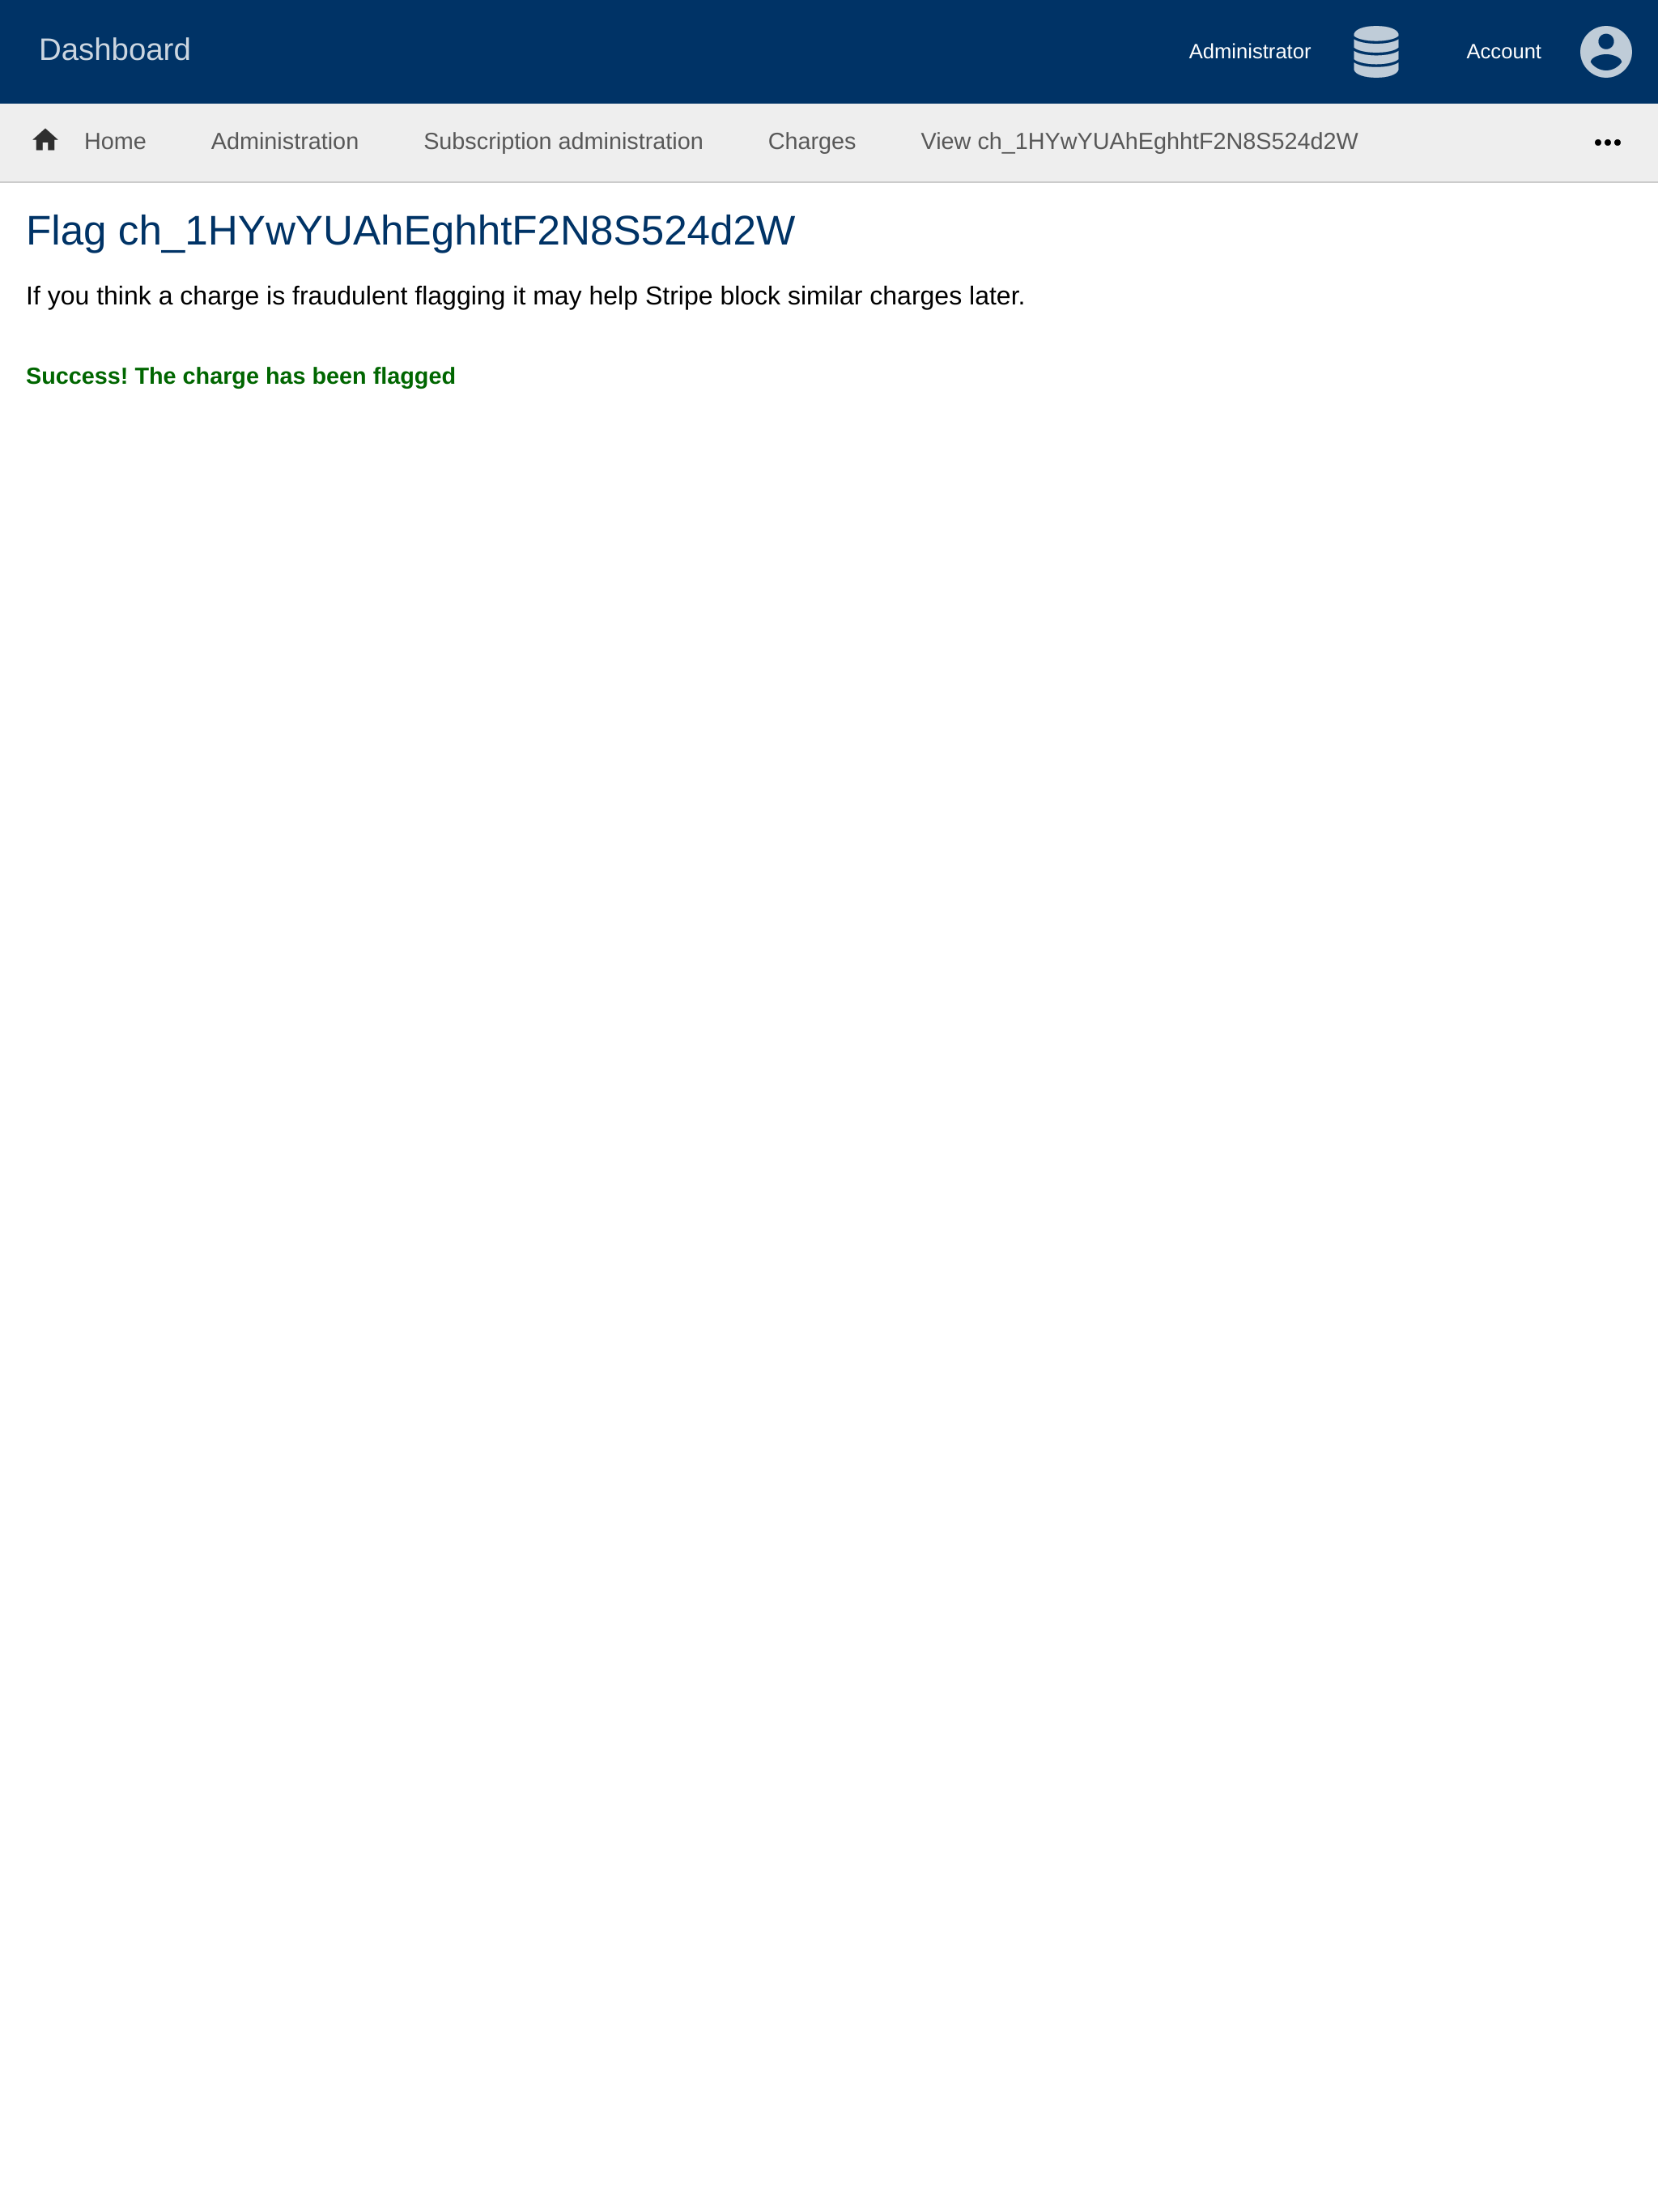 Dashboard
Administrator
Account
Home
Administration
Subscription administration
Charges
View ch_1HYwYUAhEghhtF2N8S524d2W
Flag ch_1HYwYUAhEghhtF2N8S524d2W
If you think a charge is fraudulent flagging it may help Stripe block similar charges later.
Success! The charge has been flagged